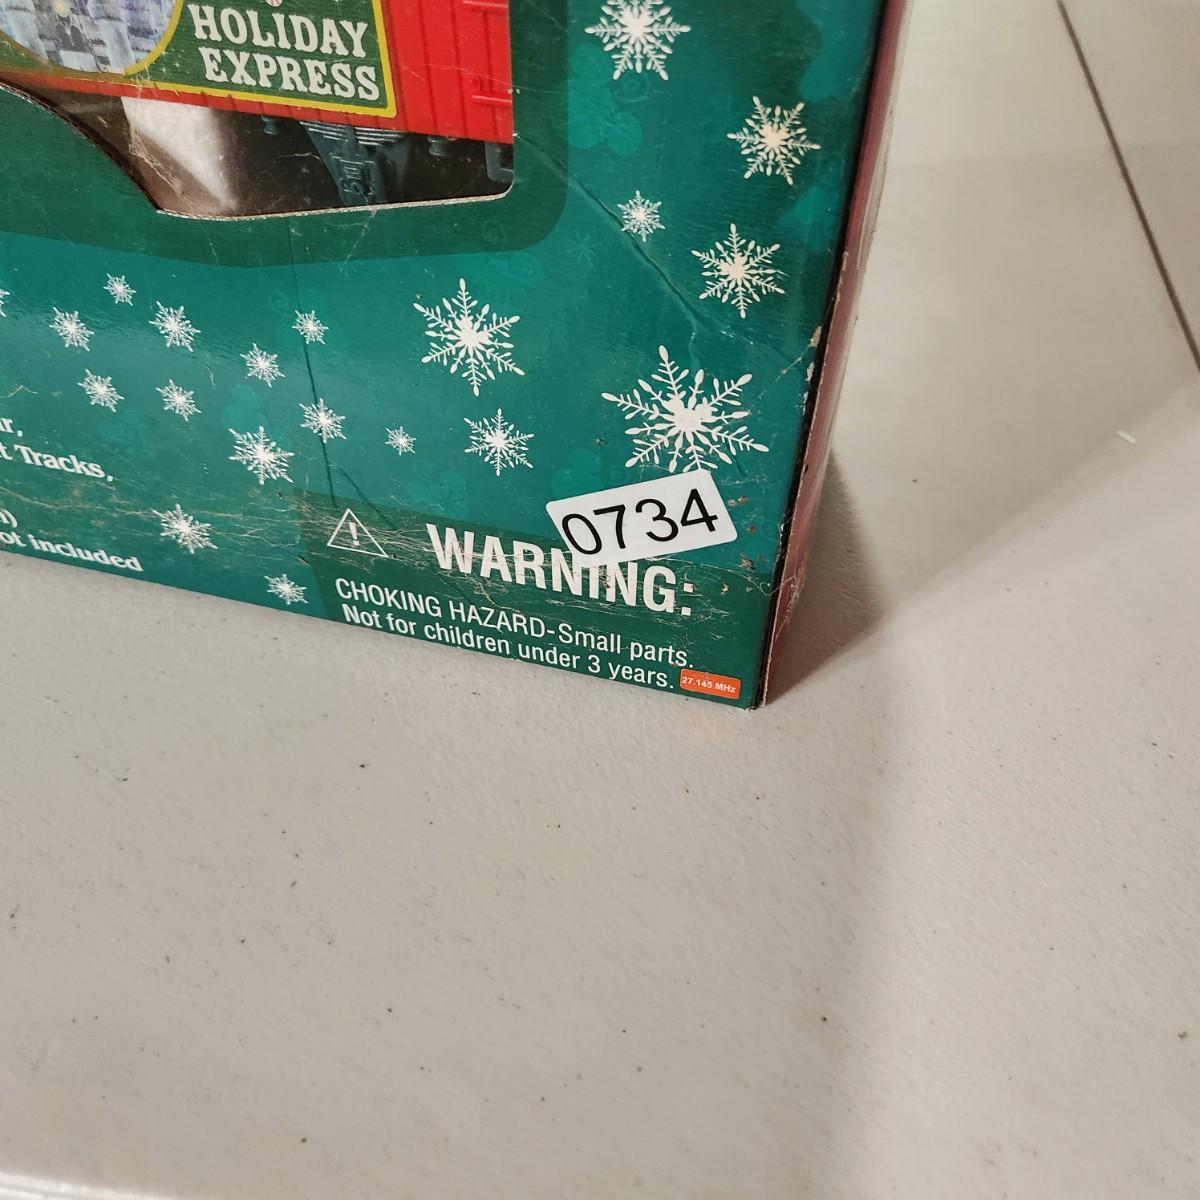 HOLIDAY
EXPRESS
t Tracks,
ot included
0734
WARNING:
CHOKING HAZARD-Small parts.
Not for children under 3 years.
27.145 MHz